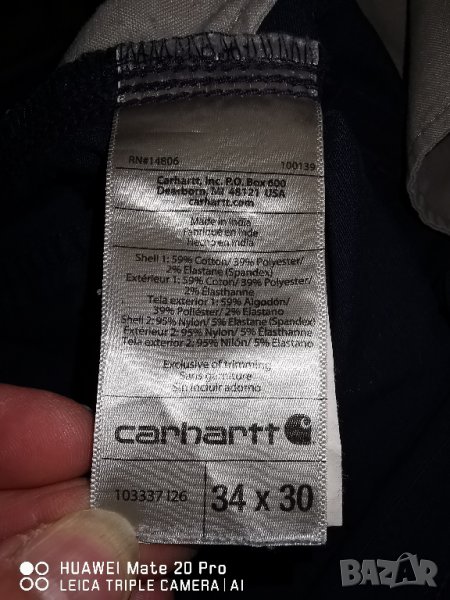 RN#14806 100139
Carhartt, Inc. P.O. Box 600
Dearborn, MI 48121 USA
carhartt.com
Made in India
Fabriqué en Inde
Hecho en India
Shell 1: 59% Cotton/ 39% Polyester/
2% Elastane (Spandex)
Extérieur 1: 59% Coton/ 39% Polyester/
2% Élasthanne
Tela exterior 1: 59% Algodón/
39% Poliéster/ 2% Elastano
Shell 2: 95% Nylon/ 5% Elastane (Spandex)
Extérieur 2: 95% Nylon/ 5% Élasthanne
Tela exterior 2: 95% Nilón/ 5% Elastano
Exclusive of trimming
Sans garniture
Sin incluir adorno
carhartt
103337 I26 34 x 30
HUAWEI Mate 20 Pro
LEICA TRIPLE CAMERA | AI
BAZAR